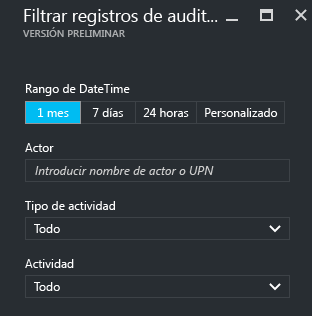 Filtrar registros de audit...
VERSIÓN PRELIMINAR
Rango de DateTime
1 mes 7 días 24 horas Personalizado
Actor
Introducir nombre de actor o UPN
Tipo de actividad
Todo
Actividad
Todo